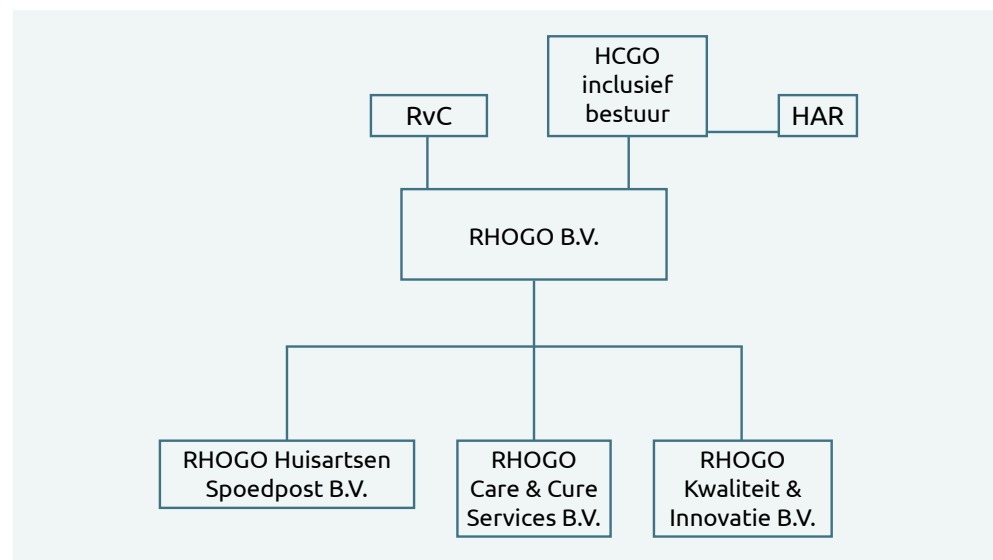 HCGO
inclusief
bestuur
RvC
HAR
RHOGO B.V.
RHOGO Huisartsen
Spoedpost B.V.
RHOGO
Care & Cure
Services B.V.
RHOGO
Kwaliteit &
Innovatie B.V.